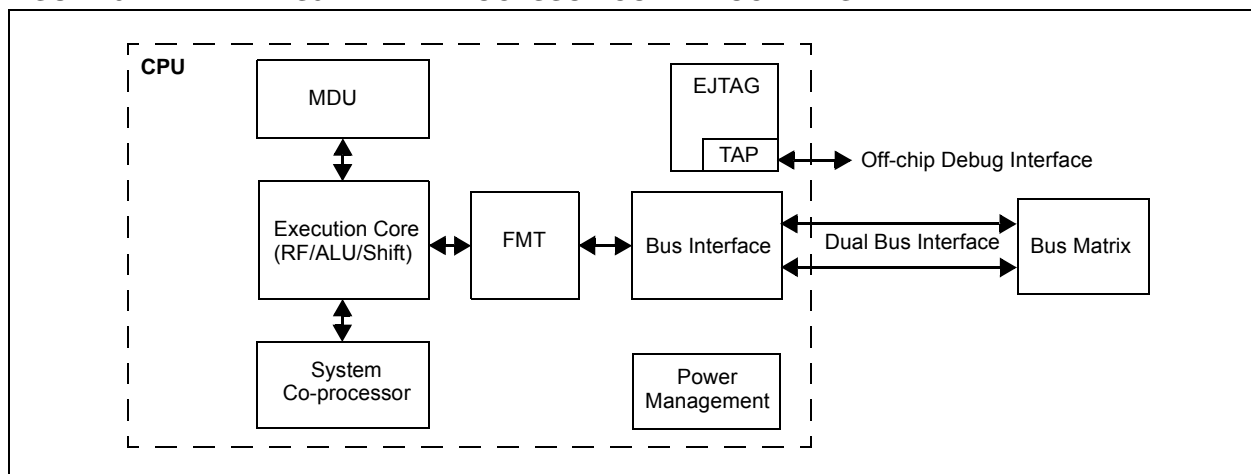 CPU
MDU
EJTAG
TAP
Off-chip Debug Interface
Execution Core
(RF/ALU/Shift)
FMT
Bus Interface
Dual Bus Interface
Bus Matrix
System
Co-processor
Power
Management